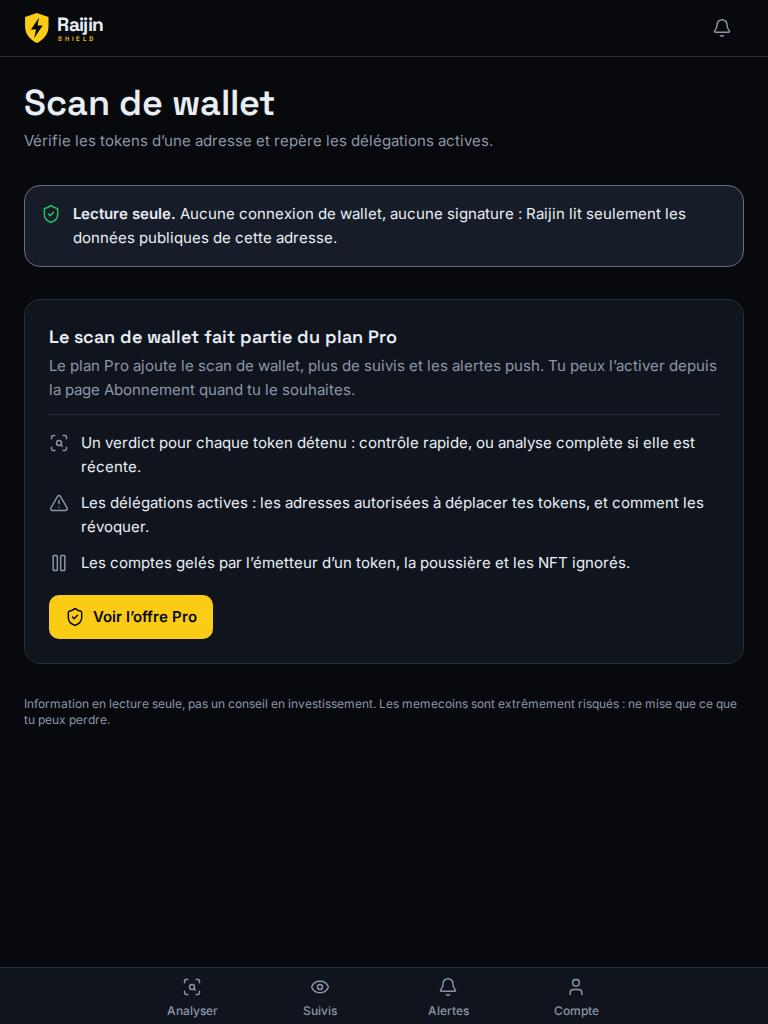 Raijin
SHIELD
Scan de wallet
Vérifie les tokens d’une adresse et repère les délégations actives.
Lecture seule. Aucune connexion de wallet, aucune signature : Raijin lit seulement les
données publiques de cette adresse.
Le scan de wallet fait partie du plan Pro
Le plan Pro ajoute le scan de wallet, plus de suivis et les alertes push. Tu peux l’activer depuis
la page Abonnement quand tu le souhaites.
Un verdict pour chaque token détenu : contrôle rapide, ou analyse complète si elle est
récente.
Les délégations actives : les adresses autorisées à déplacer tes tokens, et comment les
révoquer.
Les comptes gelés par l’émetteur d’un token, la poussière et les NFT ignorés.
Voir l’offre Pro
Information en lecture seule, pas un conseil en investissement. Les memecoins sont extrêmement risqués : ne mise que ce que
tu peux perdre.
Analyser
Suivis
Alertes
Compte